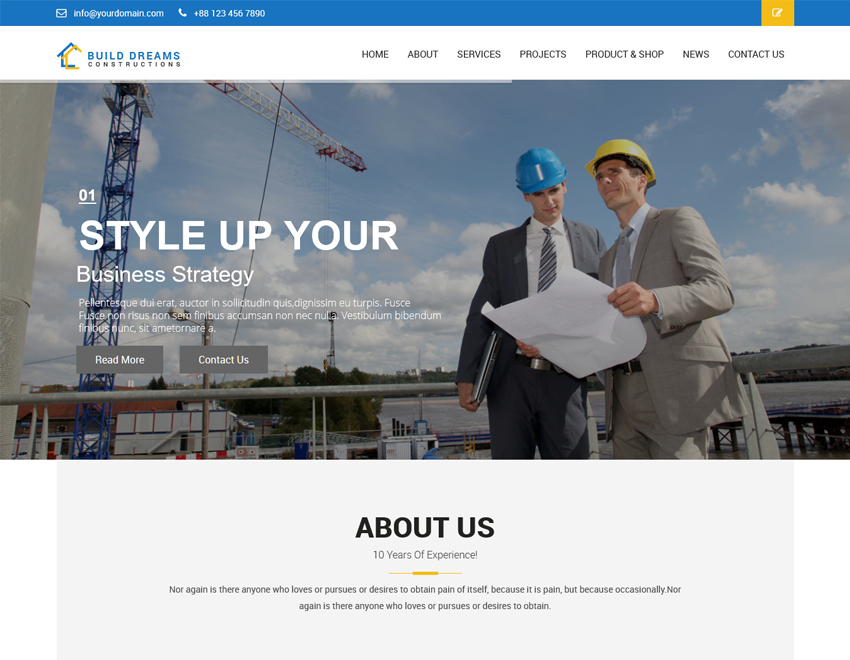 info@yourdomain.com +88 123 456 7890
BUILD DREAMS
CONSTRUCTIONS
HOME ABOUT SERVICES PROJECTS PRODUCT & SHOP NEWS CONTACT US
01
STYLE UP YOUR
Business Strategy
Pellentesque dui erat, auctor in sollicitudin quis,dignissim eu turpis. Fusce
Fusce non risus non sem finibus accumsan non nec nulla. Vestibulum bibendum
finibus nunc, sit ametornare a.
Read More Contact Us
ABOUT US
10 Years Of Experience!
Nor again is there anyone who loves or pursues or desires to obtain pain of itself, because it is pain, but because occasionally.Nor
again is there anyone who loves or pursues or desires to obtain.